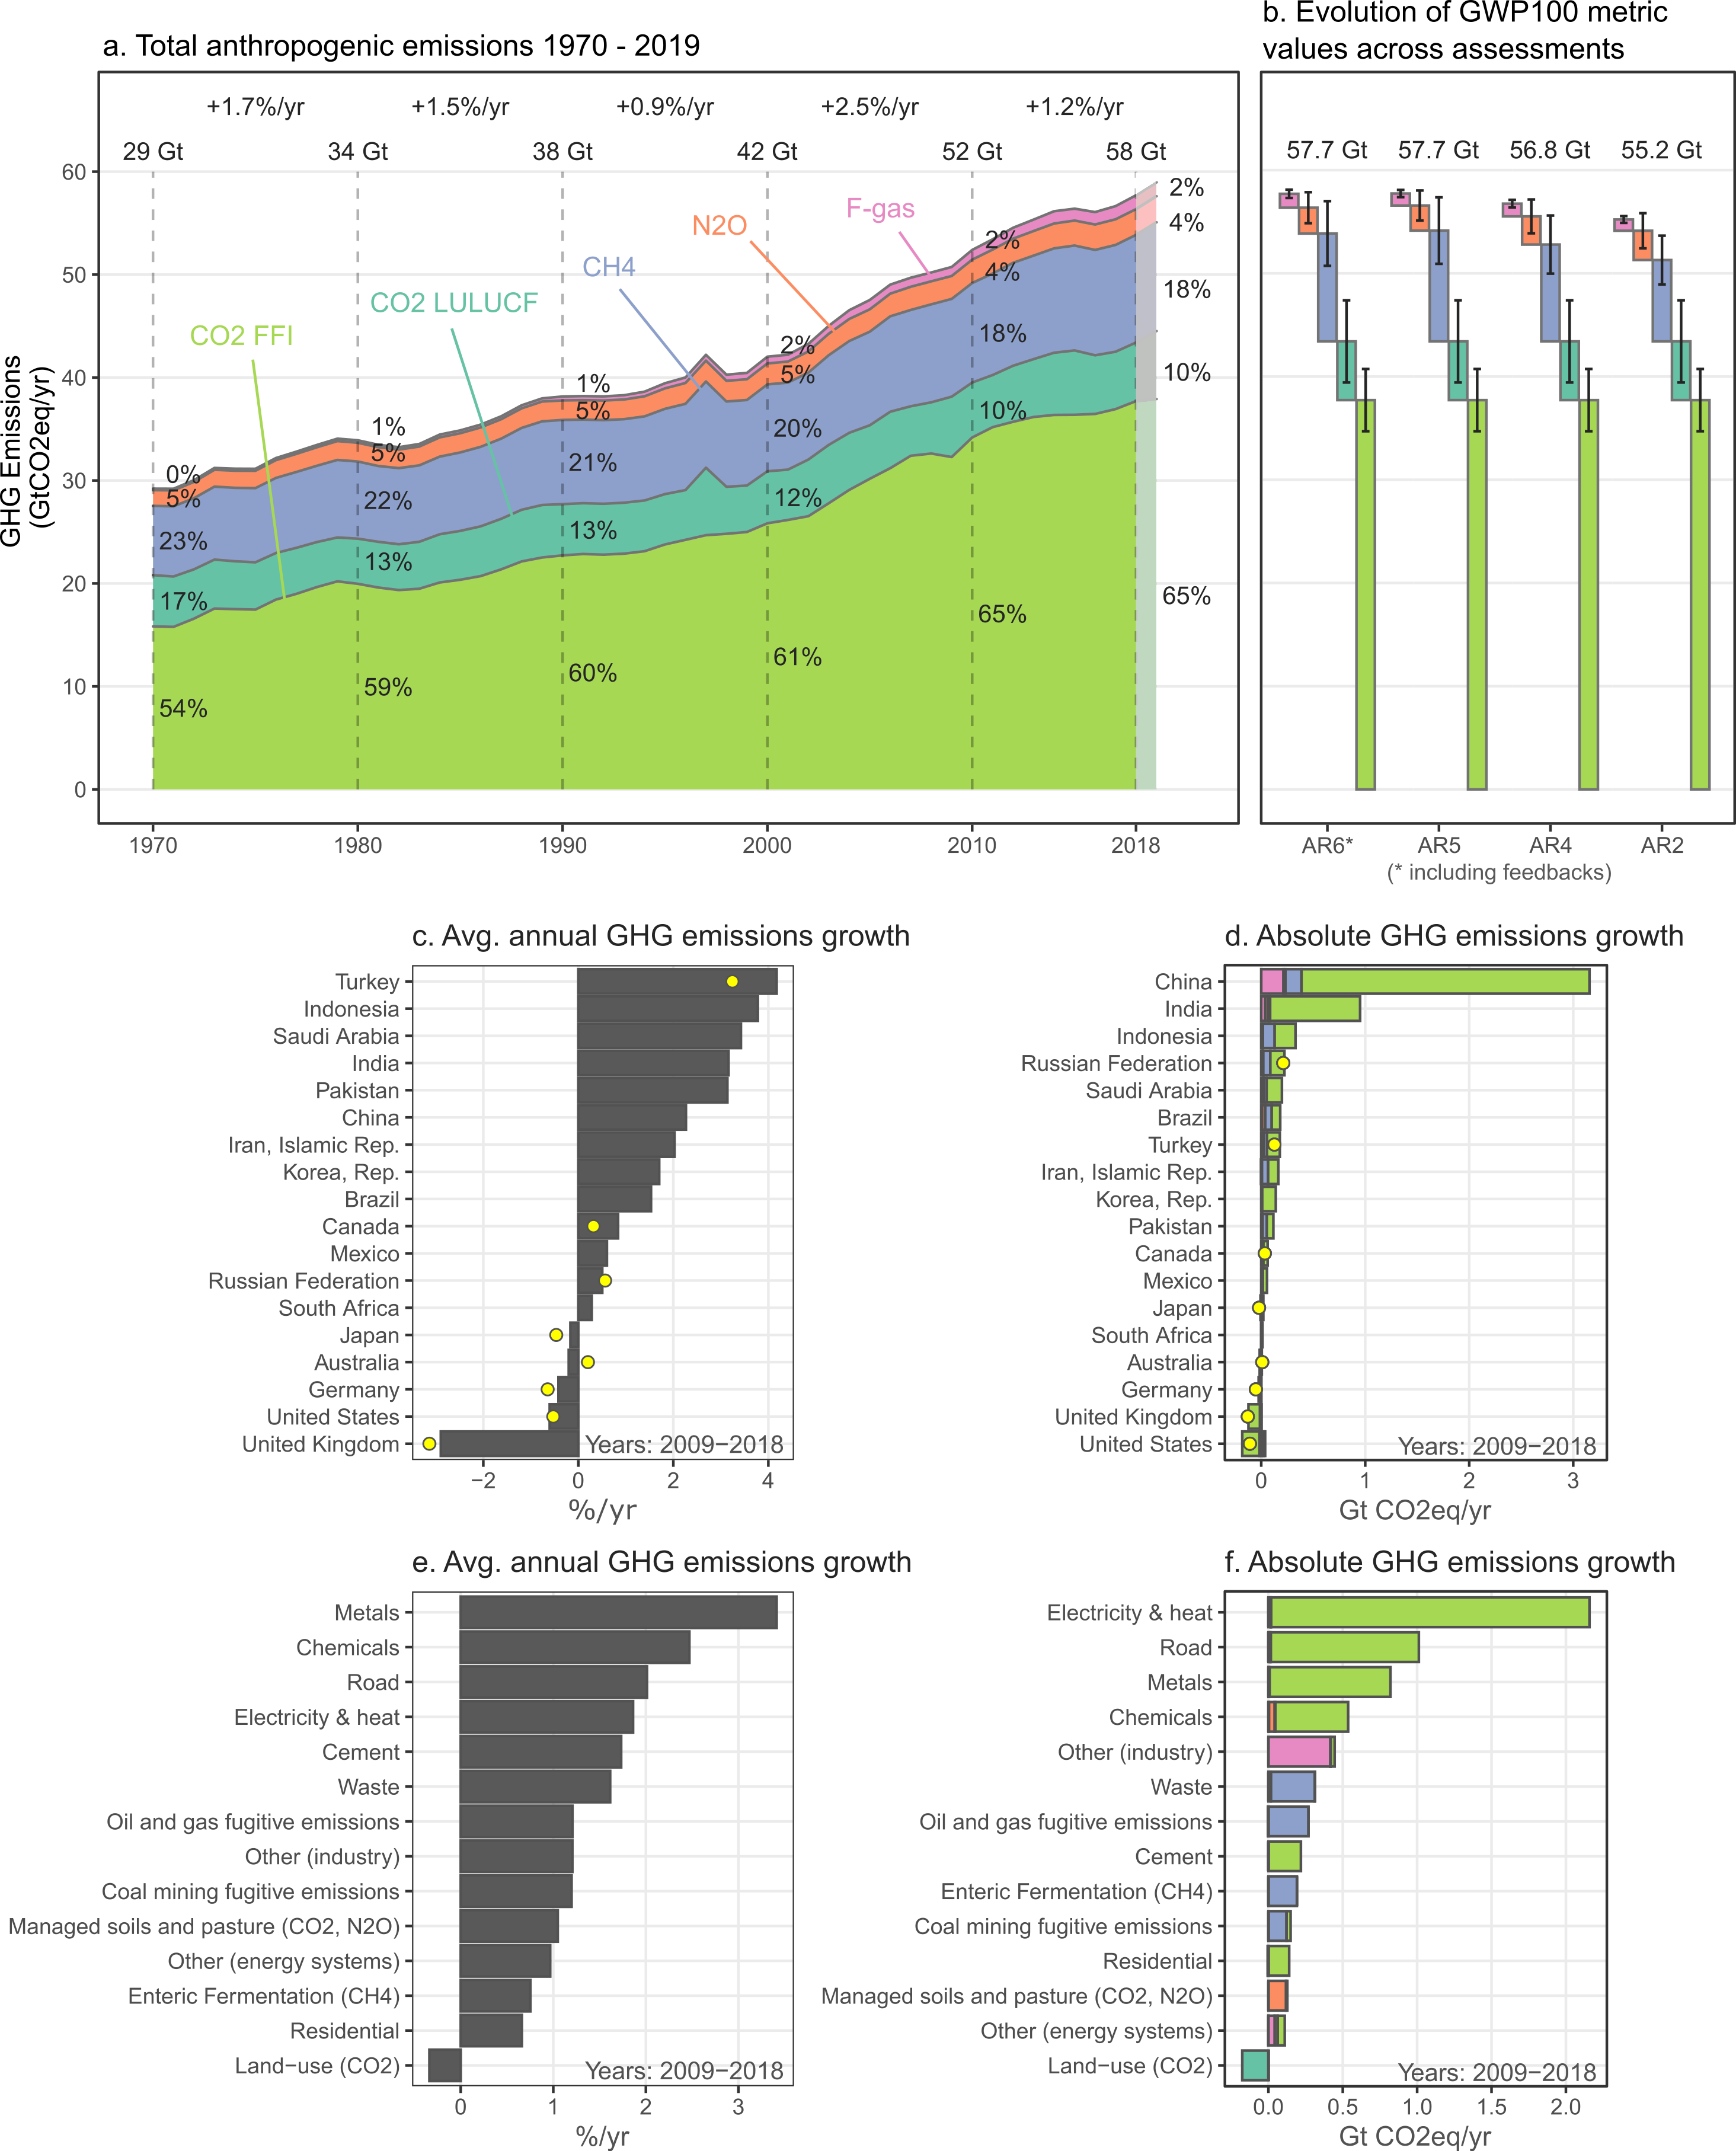 a. Total anthropogenic emissions 1970 - 2019
+1.7%/yr +1.5%/yr +0.9%/yr +2.5%/yr +1.2%/yr
29 Gt 34 Gt 38 Gt 42 Gt 52 Gt 58 Gt
GHG Emissions
(GtCO2eq/yr)
60
50
40
30
20
10
0
F-gas
N2O
CH4
CO2 LULUCF
CO2 FFI
0%
5%
23%
17%
54%
1%
5%
22%
13%
59%
1%
5%
21%
13%
60%
2%
5%
20%
12%
61%
2%
4%
18%
10%
65%
2%
4%
18%
10%
65%
1970 1980 1990 2000 2010 2018
b. Evolution of GWP100 metric
values across assessments
57.7 Gt 57.7 Gt 56.8 Gt 55.2 Gt
AR6* AR5 AR4 AR2
(* including feedbacks)
c. Avg. annual GHG emissions growth
Turkey
Indonesia
Saudi Arabia
India
Pakistan
China
Iran, Islamic Rep.
Korea, Rep.
Brazil
Canada
Mexico
Russian Federation
South Africa
Japan
Australia
Germany
United States
United Kingdom
Years: 2009−2018
−2 0 2 4
%/yr
d. Absolute GHG emissions growth
China
India
Indonesia
Russian Federation
Saudi Arabia
Brazil
Turkey
Iran, Islamic Rep.
Korea, Rep.
Pakistan
Canada
Mexico
Japan
South Africa
Australia
Germany
United Kingdom
United States
Years: 2009−2018
0 1 2 3
Gt CO2eq/yr
e. Avg. annual GHG emissions growth
Metals
Chemicals
Road
Electricity & heat
Cement
Waste
Oil and gas fugitive emissions
Other (industry)
Coal mining fugitive emissions
Managed soils and pasture (CO2, N2O)
Other (energy systems)
Enteric Fermentation (CH4)
Residential
Land−use (CO2)
Years: 2009−2018
0 1 2 3
%/yr
f. Absolute GHG emissions growth
Electricity & heat
Road
Metals
Chemicals
Other (industry)
Waste
Oil and gas fugitive emissions
Cement
Enteric Fermentation (CH4)
Coal mining fugitive emissions
Residential
Managed soils and pasture (CO2, N2O)
Other (energy systems)
Land−use (CO2)
Years: 2009−2018
0.0 0.5 1.0 1.5 2.0
Gt CO2eq/yr